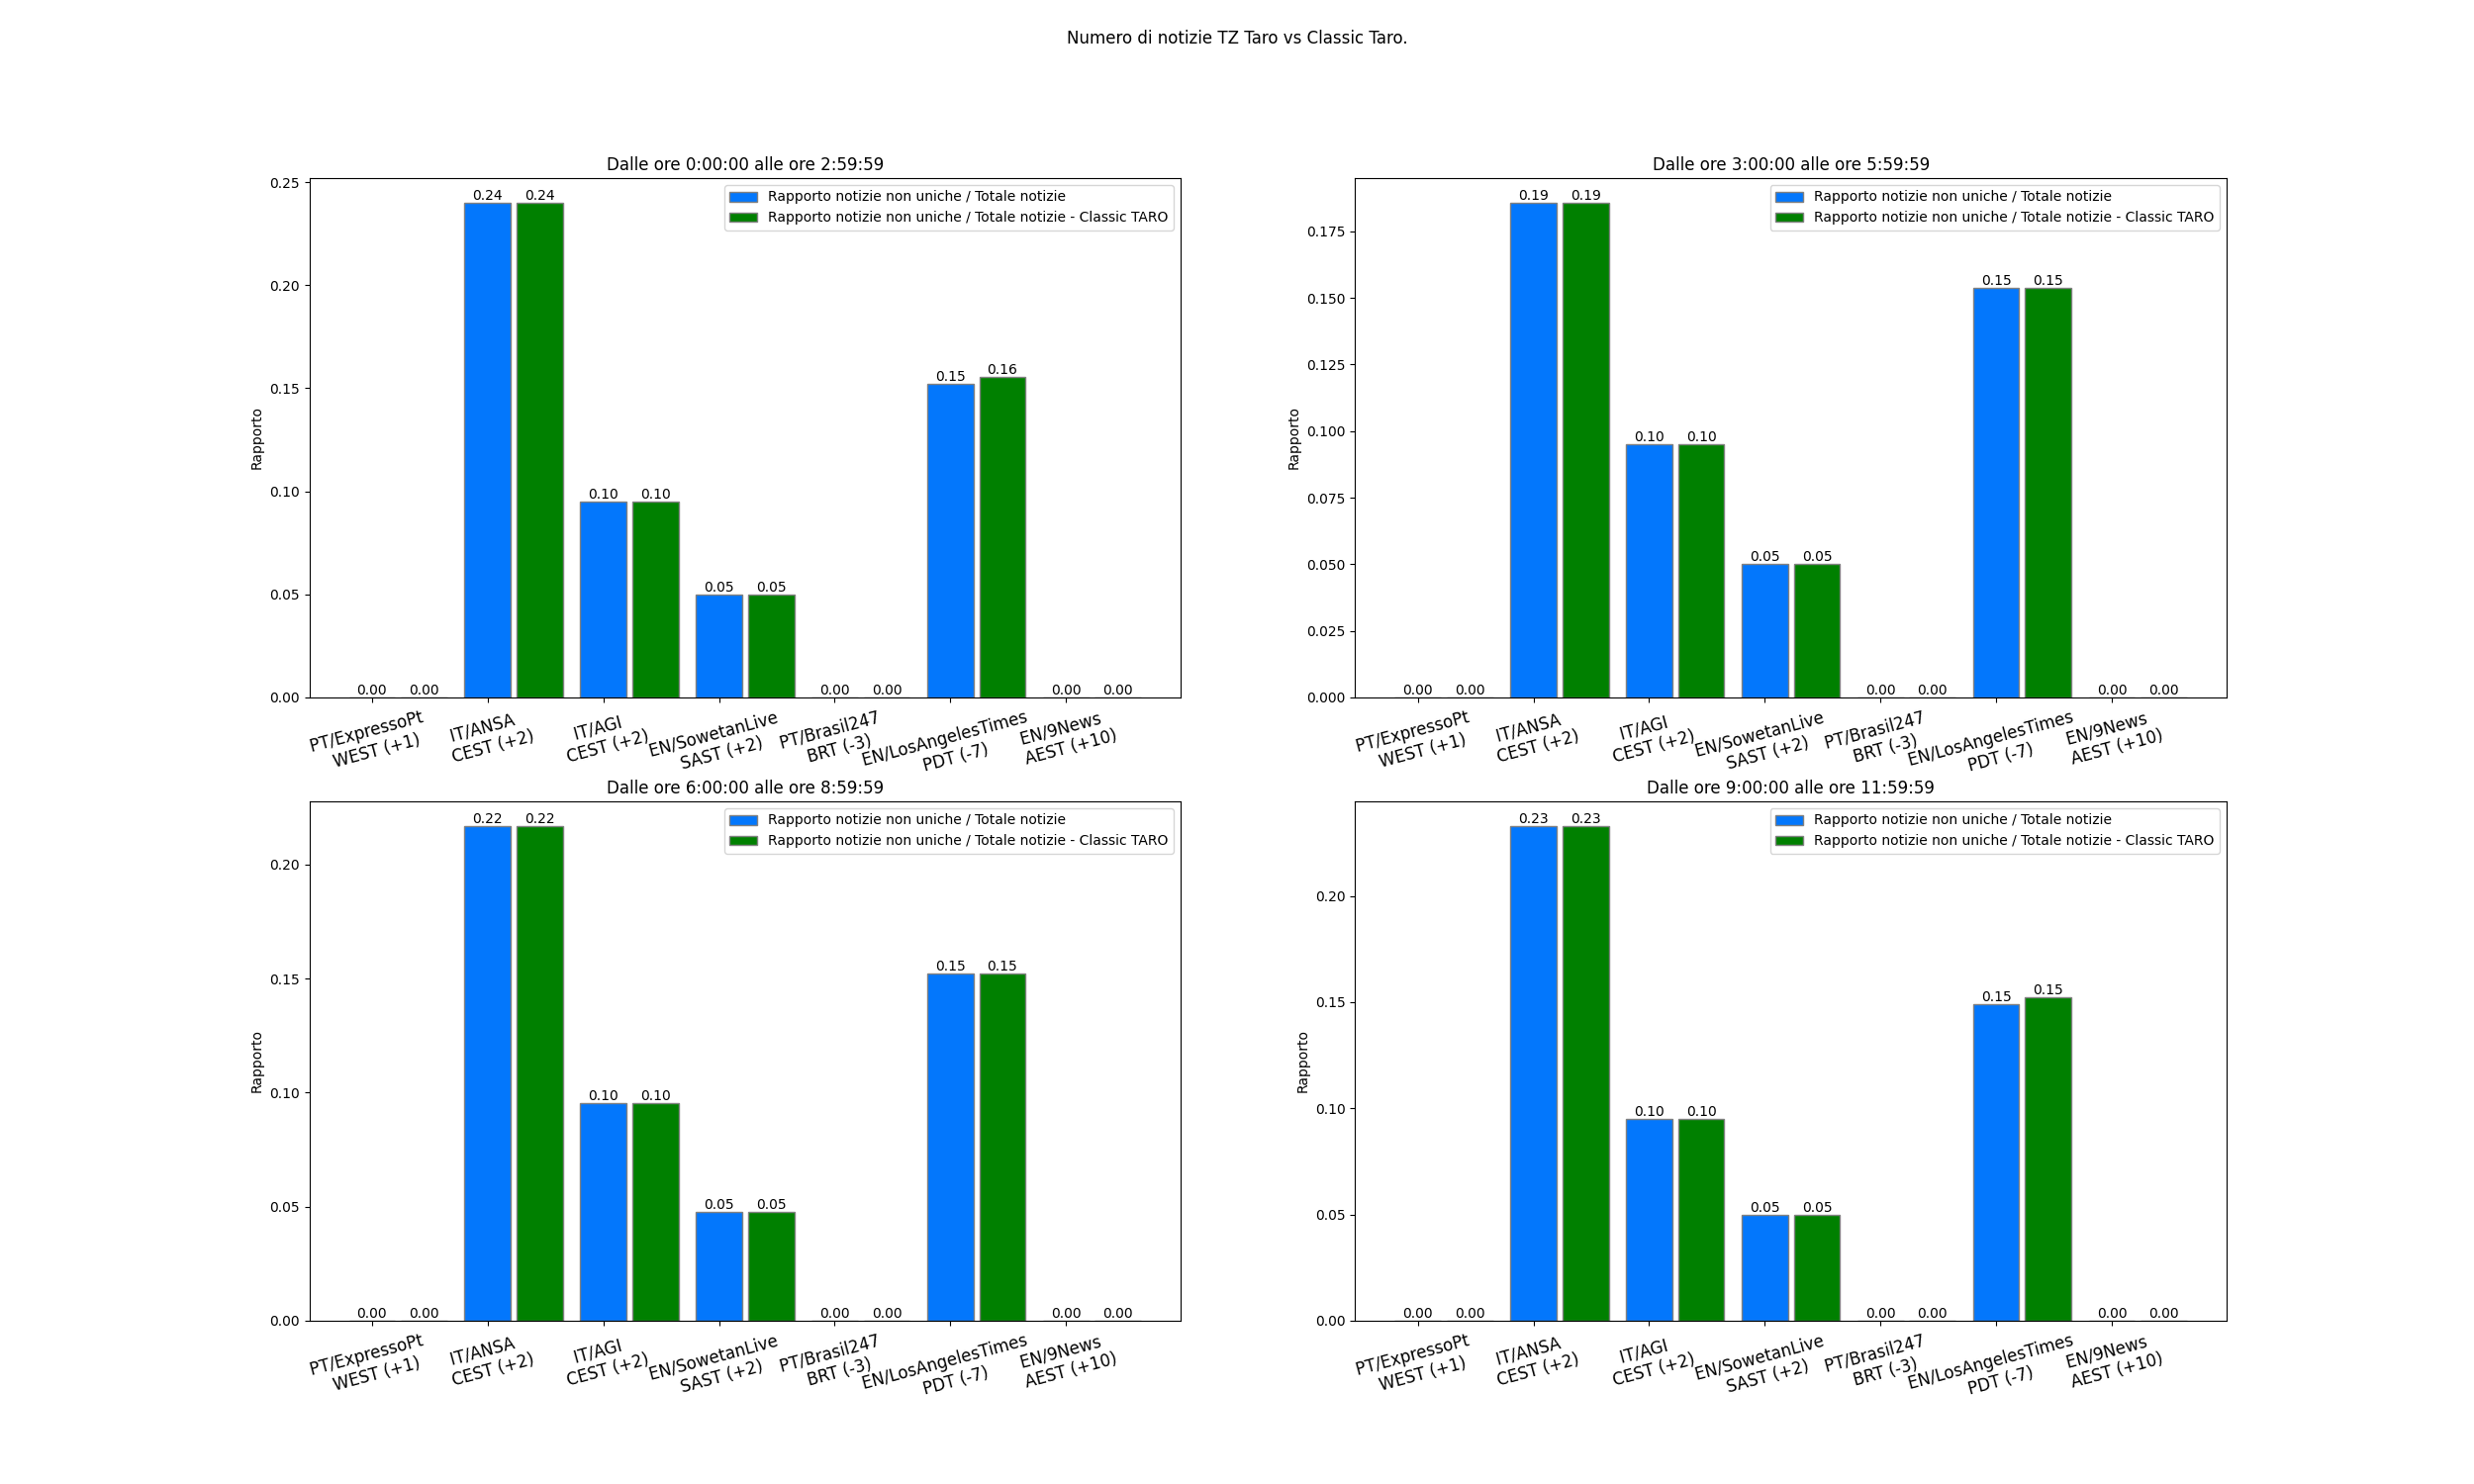 Numero di notizie TZ Taro vs Classic Taro.
Dalle ore 0:00:00 alle ore 2:59:59
Rapporto notizie non uniche / Totale notizie
Rapporto notizie non uniche / Totale notizie - Classic TARO
Rapporto
0.25
0.20
0.15
0.10
0.05
0.00
0.00 0.00 0.24 0.24 0.10 0.10 0.05 0.05 0.00 0.00 0.15 0.16 0.00 0.00
PT/ExpressoPt
WEST (+1)
IT/ANSA
CEST (+2)
IT/AGI
CEST (+2)
EN/SowetanLive
SAST (+2)
PT/Brasil247
BRT (-3)
EN/LosAngelesTimes
PDT (-7)
EN/9News
AEST (+10)
Dalle ore 3:00:00 alle ore 5:59:59
Rapporto notizie non uniche / Totale notizie
Rapporto notizie non uniche / Totale notizie - Classic TARO
Rapporto
0.175
0.150
0.125
0.100
0.075
0.050
0.025
0.000
0.00 0.00 0.19 0.19 0.10 0.10 0.05 0.05 0.00 0.00 0.15 0.15 0.00 0.00
PT/ExpressoPt
WEST (+1)
IT/ANSA
CEST (+2)
IT/AGI
CEST (+2)
EN/SowetanLive
SAST (+2)
PT/Brasil247
BRT (-3)
EN/LosAngelesTimes
PDT (-7)
EN/9News
AEST (+10)
Dalle ore 6:00:00 alle ore 8:59:59
Rapporto notizie non uniche / Totale notizie
Rapporto notizie non uniche / Totale notizie - Classic TARO
Rapporto
0.20
0.15
0.10
0.05
0.00
0.00 0.00 0.22 0.22 0.10 0.10 0.05 0.05 0.00 0.00 0.15 0.15 0.00 0.00
PT/ExpressoPt
WEST (+1)
IT/ANSA
CEST (+2)
IT/AGI
CEST (+2)
EN/SowetanLive
SAST (+2)
PT/Brasil247
BRT (-3)
EN/LosAngelesTimes
PDT (-7)
EN/9News
AEST (+10)
Dalle ore 9:00:00 alle ore 11:59:59
Rapporto notizie non uniche / Totale notizie
Rapporto notizie non uniche / Totale notizie - Classic TARO
Rapporto
0.20
0.15
0.10
0.05
0.00
0.00 0.00 0.23 0.23 0.10 0.10 0.05 0.05 0.00 0.00 0.15 0.15 0.00 0.00
PT/ExpressoPt
WEST (+1)
IT/ANSA
CEST (+2)
IT/AGI
CEST (+2)
EN/SowetanLive
SAST (+2)
PT/Brasil247
BRT (-3)
EN/LosAngelesTimes
PDT (-7)
EN/9News
AEST (+10)